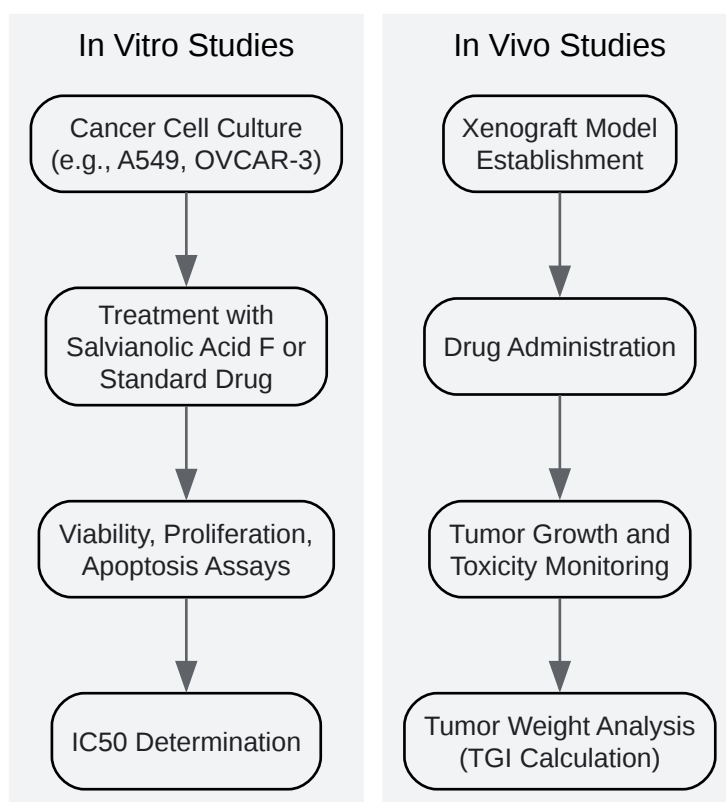 In Vitro Studies
Cancer Cell Culture
(e.g., A549, OVCAR-3)
Treatment with
Salvianolic Acid F or
Standard Drug
Viability, Proliferation,
Apoptosis Assays
IC50 Determination
In Vivo Studies
Xenograft Model
Establishment
Drug Administration
Tumor Growth and
Toxicity Monitoring
Tumor Weight Analysis
(TGI Calculation)